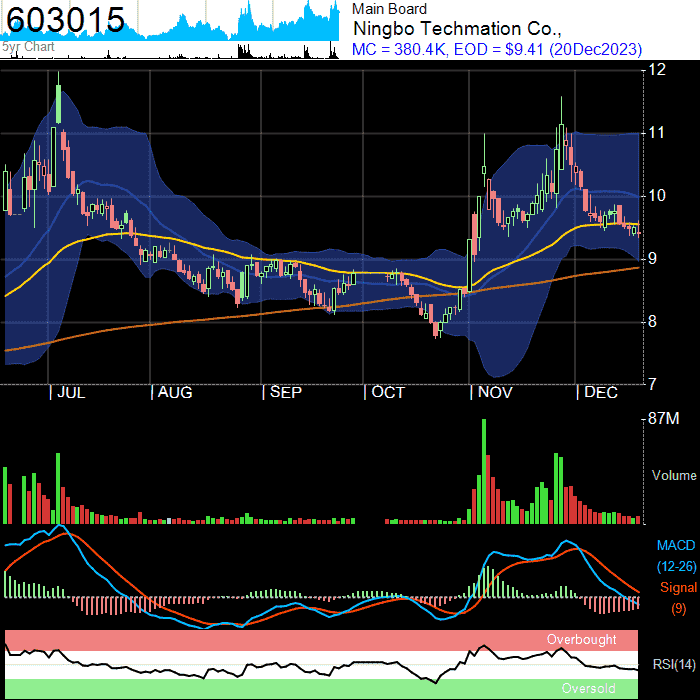 603015
5yr Chart
Main Board
Ningbo Techmation Co.,
MC = 380.4K, EOD = $9.41 (20Dec2023)
12
11
10
9
8
7
| JUL
| AUG
| SEP
| OCT
| NOV
| DEC
87M
Volume
MACD
(12-26)
Signal
(9)
Overbought
RSI(14)
Oversold